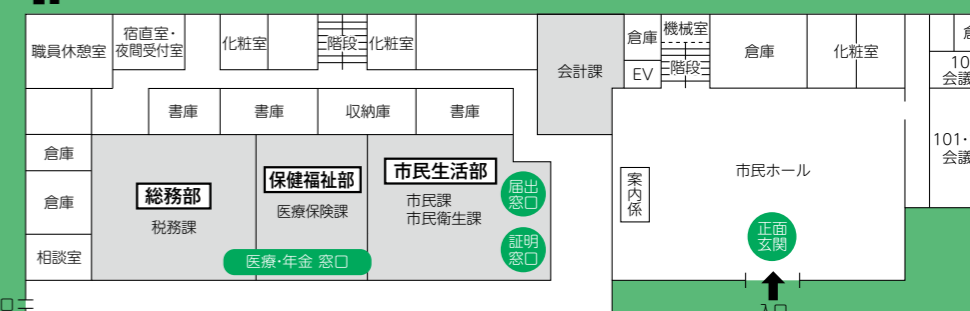 職員休憩室
宿直室・
夜間受付室
化粧室
階段
化粧室
会計課
倉庫
機械室
EV
階段
倉庫
化粧室
会議
書庫
書庫
収納庫
書庫
倉庫
倉庫
相談室
総務部
税務課
保健福祉部
医療保険課
市民生活部
市民課
市民衛生課
届出
窓口
証明
窓口
医療・年金 窓口
案
内
係
市民ホール
正面
玄関
入口
101・
会議
口